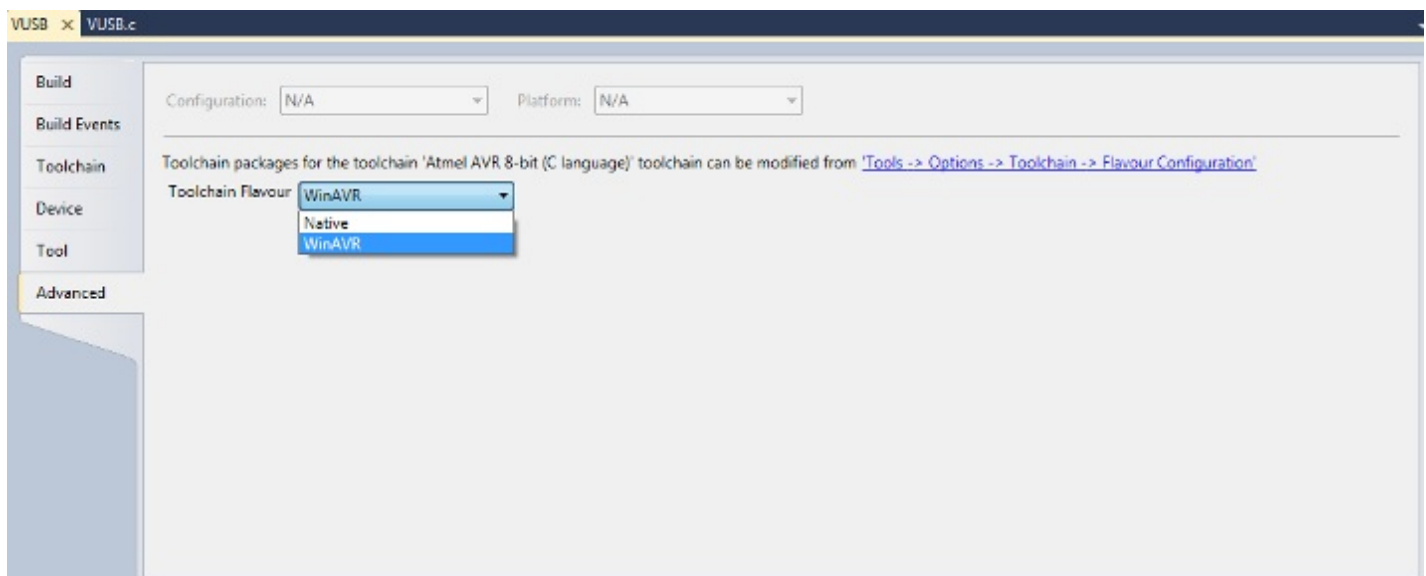 VUSB × VUSB.c
Build
Build Events
Toolchain
Device
Tool
Advanced
Configuration: N/A Platform: N/A
Toolchain packages for the toolchain 'Atmel AVR 8-bit (C language)' toolchain can be modified from 'Tools -> Options -> Toolchain -> Flavour Configuration'
Toolchain Flavour WinAVR
Native
WinAVR